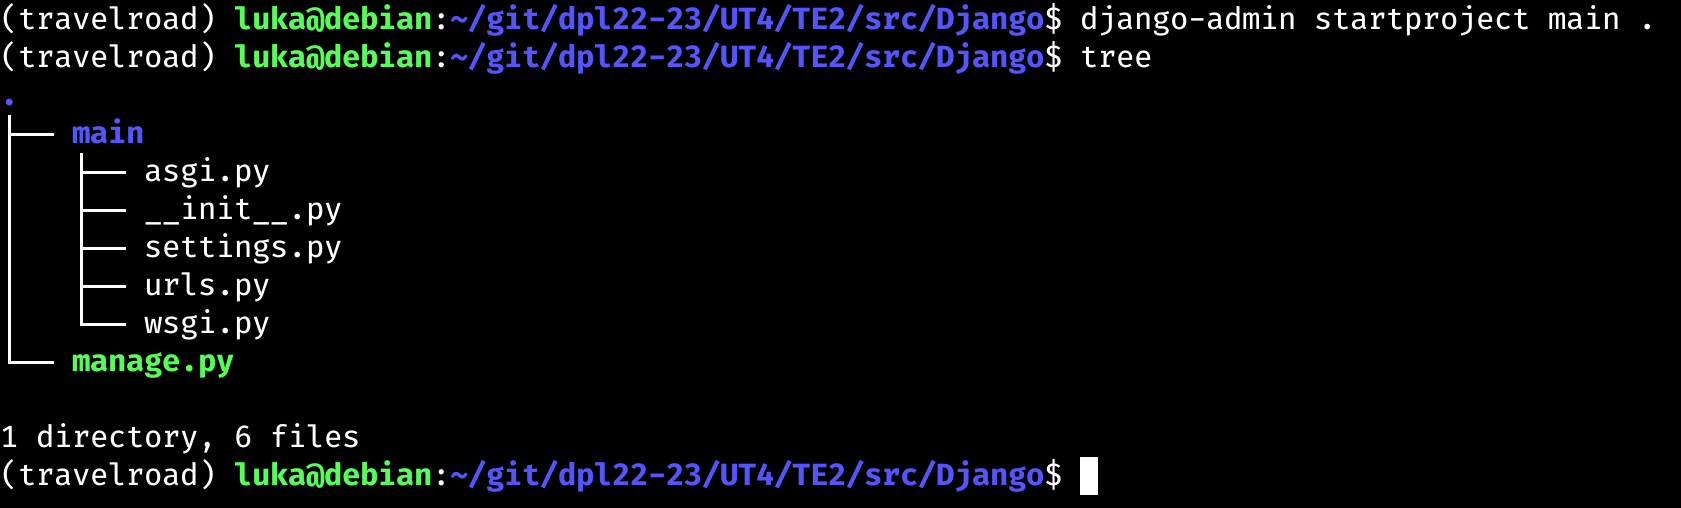 (travelroad) luka@debian:~/git/dpl22-23/UT4/TE2/src/Django$ django-admin startproject main .
(travelroad) luka@debian:~/git/dpl22-23/UT4/TE2/src/Django$ tree
.
├── main
│   ├── asgi.py
│   ├── __init__.py
│   ├── settings.py
│   ├── urls.py
│   └── wsgi.py
└── manage.py
1 directory, 6 files
(travelroad) luka@debian:~/git/dpl22-23/UT4/TE2/src/Django$